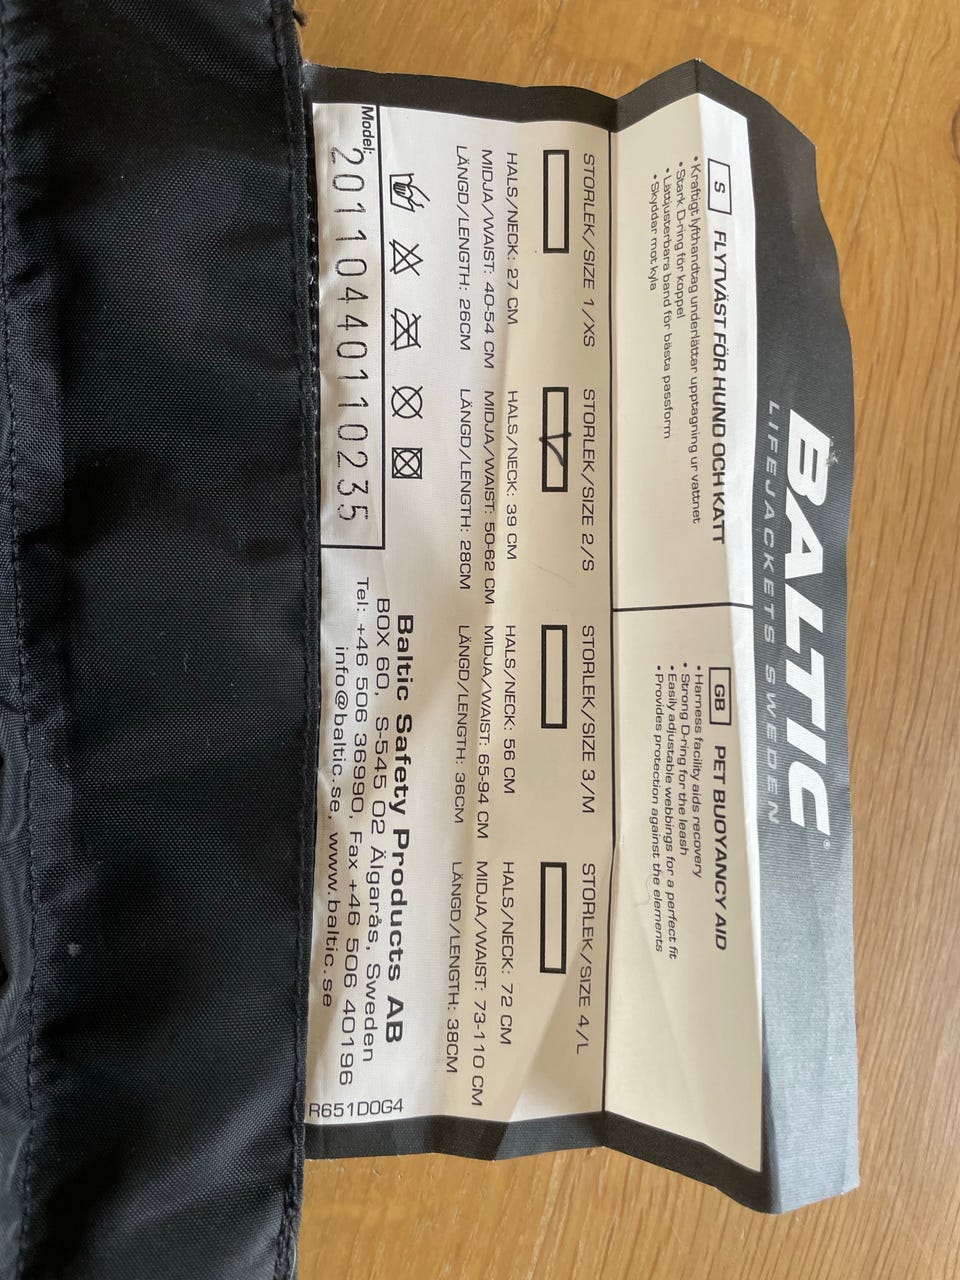 BALTIC®
LIFEJACKETS SWEDEN
S FLYTVÄST FÖR HUND OCH KATT
• Kraftigt lyfthandtag underlättar upptagning ur vattnet
• Stark D-ring för koppel
• Lättjusterbara band för bästa passform
• Skyddar mot kyla
GB PET BUOYANCY AID
• Harness facility aids recovery
• Strong D-ring for the leash
• Easily adjustable webbings for a perfect fit
• Provides protection against the elements
STORLEK/SIZE 1/XS
HALS/NECK: 27 CM
MIDJA/WAIST: 40-54 CM
LÄNGD/LENGTH: 26CM
STORLEK/SIZE 2/S
HALS/NECK: 39 CM
MIDJA/WAIST: 50-62 CM
LÄNGD/LENGTH: 28CM
STORLEK/SIZE 3/M
HALS/NECK: 56 CM
MIDJA/WAIST: 65-94 CM
LÄNGD/LENGTH: 36CM
STORLEK/SIZE 4/L
HALS/NECK: 72 CM
MIDJA/WAIST: 73-110 CM
LÄNGD/LENGTH: 38CM
Model:
2011044011 0235
Baltic Safety Products AB
BOX 60, S-545 02 Älgarås, Sweden
Tel: +46 506 36990, Fax +46 506 40196
info@baltic.se, www.baltic.se
R651DOG4